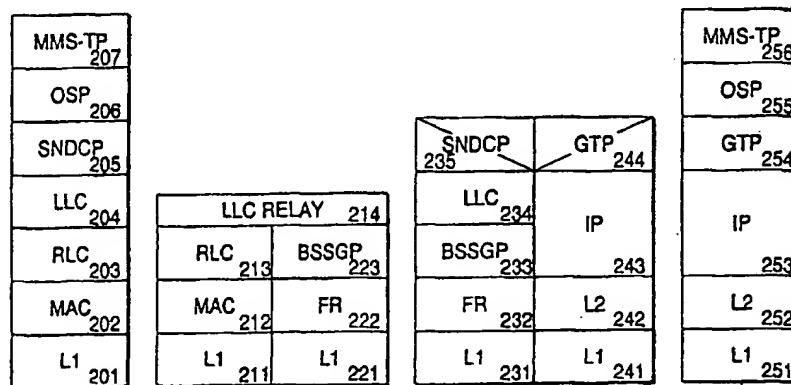 MMS-TP 207
OSP 206
SNDCP 205
LLC 204
RLC 203
MAC 202
L1 201
LLC RELAY 214
RLC 213
BSSGP 223
MAC 212
FR 222
L1 211
L1 221
SNDCP 235
GTP 244
LLC 234
IP 243
BSSGP 233
FR 232
L2 242
L1 231
L1 241
MMS-TP 256
OSP 255
GTP 254
IP 253
L2 252
L1 251